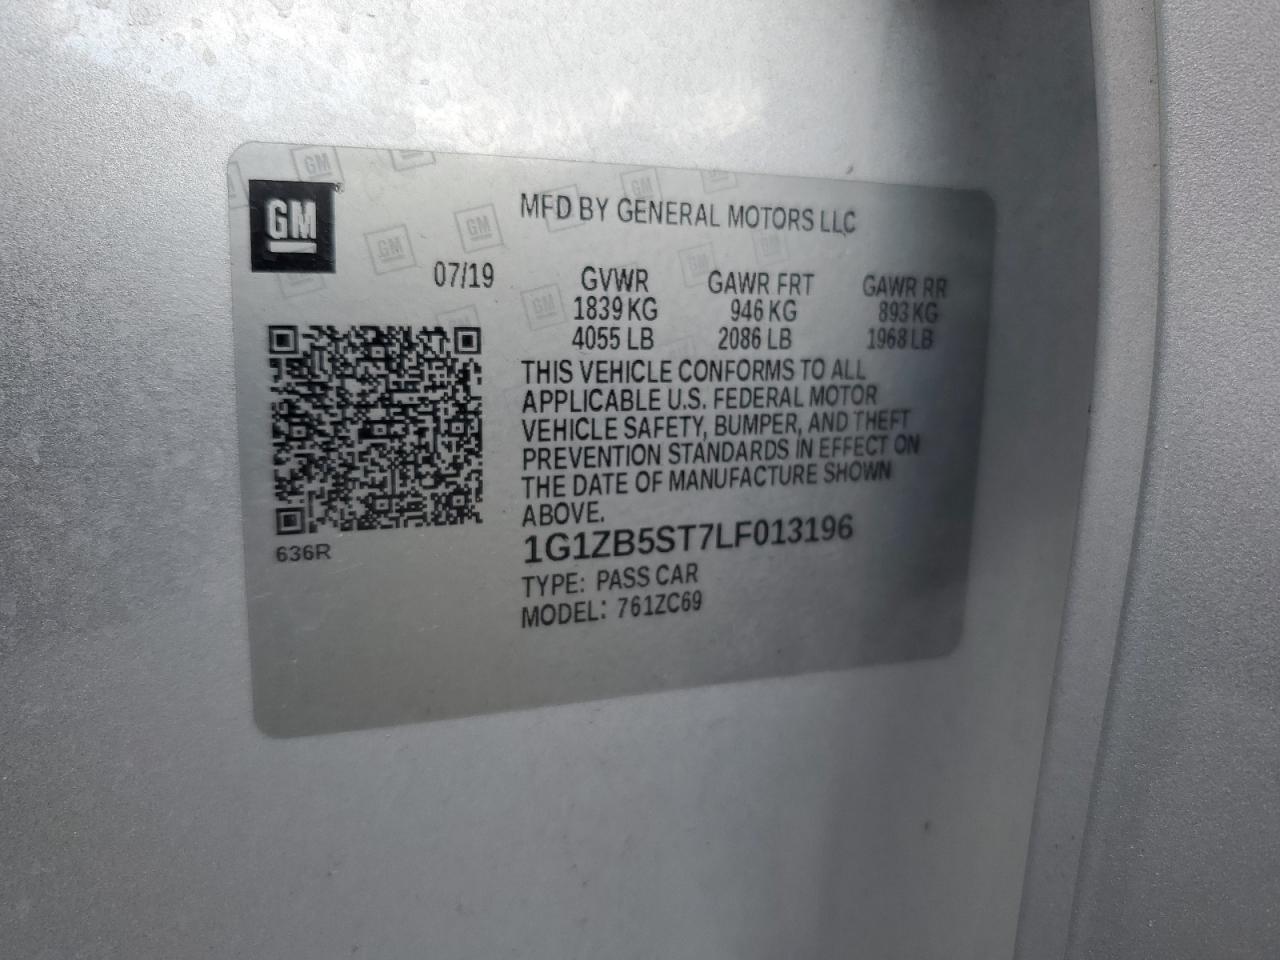 GM
MFD BY GENERAL MOTORS LLC
07/19
GVWR GAWR FRT GAWR RR
1839 KG 946 KG 893 KG
4055 LB 2086 LB 1968 LB
THIS VEHICLE CONFORMS TO ALL
APPLICABLE U.S. FEDERAL MOTOR
VEHICLE SAFETY, BUMPER, AND THEFT
PREVENTION STANDARDS IN EFFECT ON
THE DATE OF MANUFACTURE SHOWN
ABOVE.
636R
1G1ZB5ST7LF013196
TYPE: PASS CAR
MODEL: 761ZC69